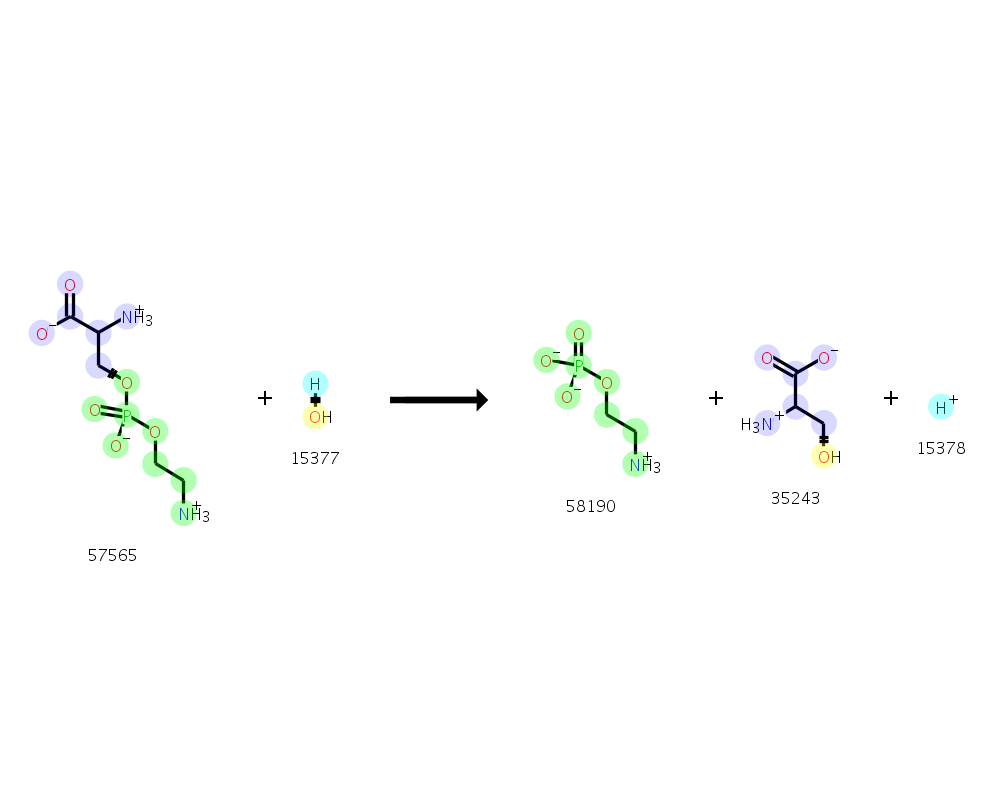 O
O⁻ NH₃⁺
O
O P O
O⁻
NH₃⁺
57565
+
H
OH
15377
O
O⁻ P O
O⁻
NH₃⁺
58190
+
O O⁻
H₃N⁺
OH
35243
+
H⁺
15378